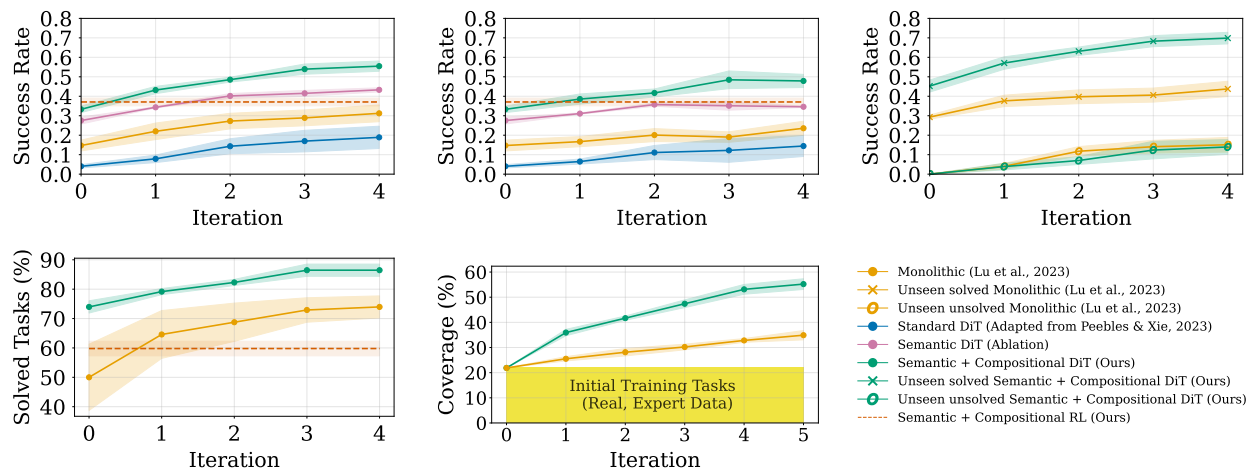 0.8
0.7
0.6
0.5
0.4
0.3
0.2
0.1
0.0
Success Rate
0 1 2 3 4
Iteration
0.8
0.7
0.6
0.5
0.4
0.3
0.2
0.1
0.0
Success Rate
0 1 2 3 4
Iteration
0.8
0.7
0.6
0.5
0.4
0.3
0.2
0.1
0.0
Success Rate
0 1 2 3 4
Iteration
90
80
70
60
50
40
Solved Tasks (%)
0 1 2 3 4
Iteration
60
50
40
30
20
10
0
Coverage (%)
Initial Training Tasks
(Real, Expert Data)
0 1 2 3 4 5
Iteration
Monolithic (Lu et al., 2023)
Unseen solved Monolithic (Lu et al., 2023)
Unseen unsolved Monolithic (Lu et al., 2023)
Standard DiT (Adapted from Peebles & Xie, 2023)
Semantic DiT (Ablation)
Semantic + Compositional DiT (Ours)
Unseen solved Semantic + Compositional DiT (Ours)
Unseen unsolved Semantic + Compositional DiT (Ours)
Semantic + Compositional RL (Ours)